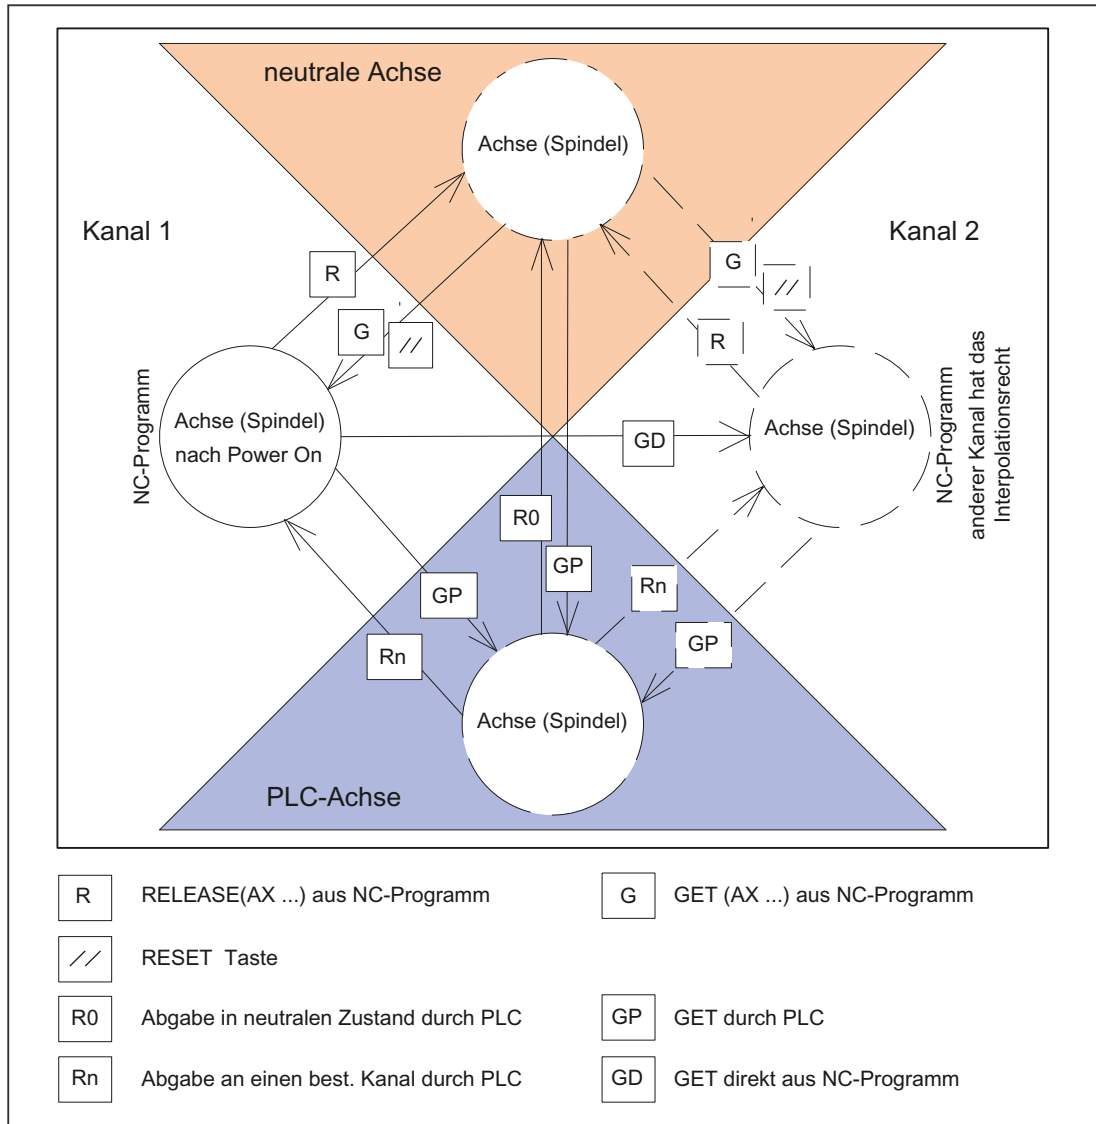 neutrale Achse
Achse (Spindel)
Kanal 1
Kanal 2
R
G
//
G
//
R
NC-Programm
Achse (Spindel)
nach Power On
GD
Achse (Spindel)
NC-Programm
anderer Kanal hat das
Interpolationsrecht
R0
GP
GP
Rn
Rn
GP
Achse (Spindel)
PLC-Achse
R RELEASE(AX ...) aus NC-Programm
G GET (AX ...) aus NC-Programm
// RESET Taste
R0 Abgabe in neutralen Zustand durch PLC
GP GET durch PLC
Rn Abgabe an einen best. Kanal durch PLC
GD GET direkt aus NC-Programm